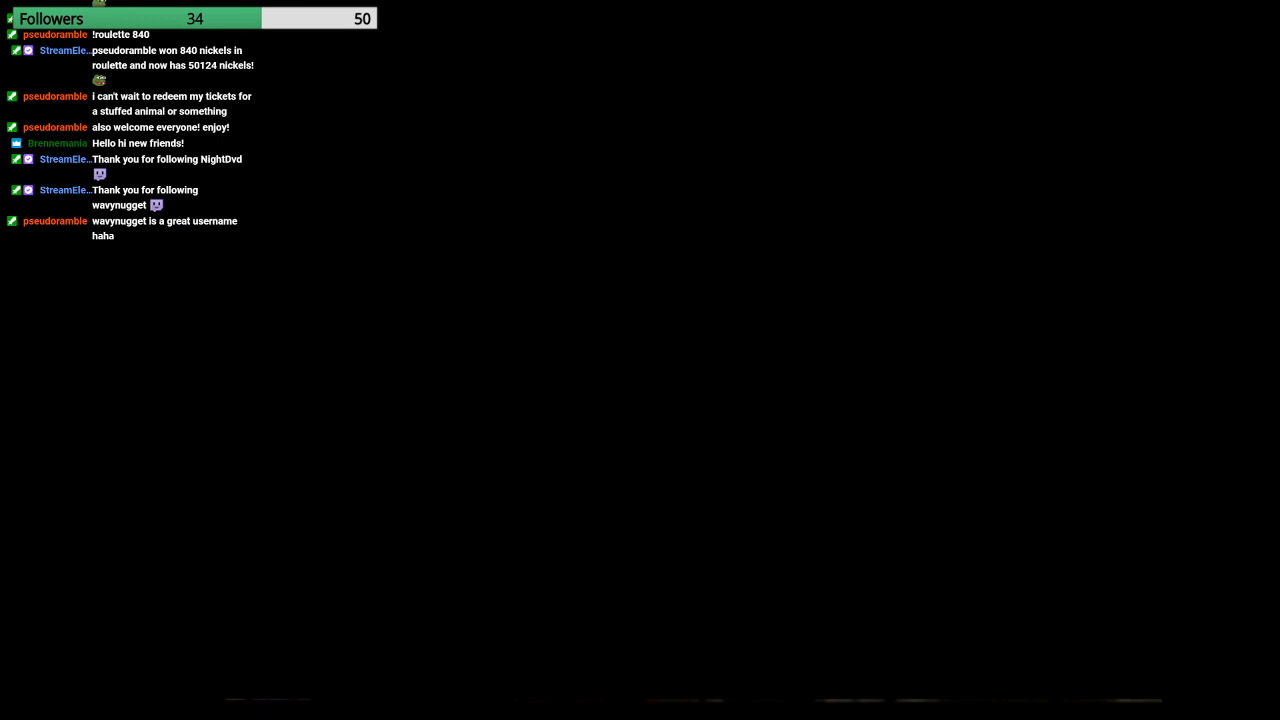 Followers 34 50
pseudoramble !roulette 840
StreamEle... pseudoramble won 840 nickels in
roulette and now has 50124 nickels!
pseudoramble i can't wait to redeem my tickets for
a stuffed animal or something
pseudoramble also welcome everyone! enjoy!
Brennemania Hello hi new friends!
StreamEle... Thank you for following NightDvd
StreamEle... Thank you for following
wavynugget
pseudoramble wavynugget is a great username
haha